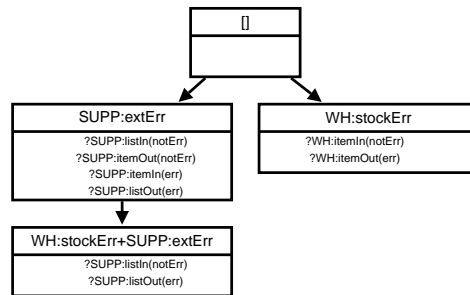 []
SUPP:extErr
?SUPP:listIn(notErr)
?SUPP:itemOut(notErr)
?SUPP:itemIn(err)
?SUPP:listOut(err)
WH:stockErr
?WH:itemIn(notErr)
?WH:itemOut(err)
WH:stockErr+SUPP:extErr
?SUPP:listIn(notErr)
?SUPP:listOut(err)